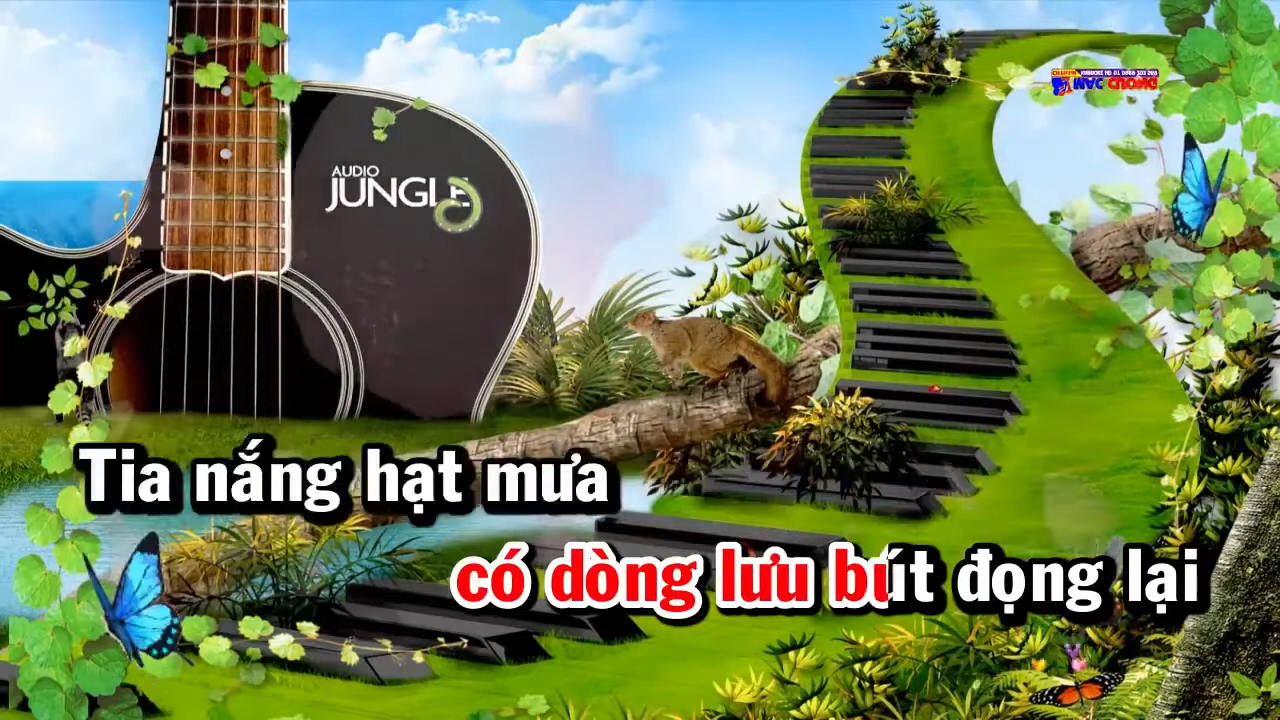 AUDIO
JUNGLE
Tia nắng hạt mưa
có dòng lưu bút đọng lại